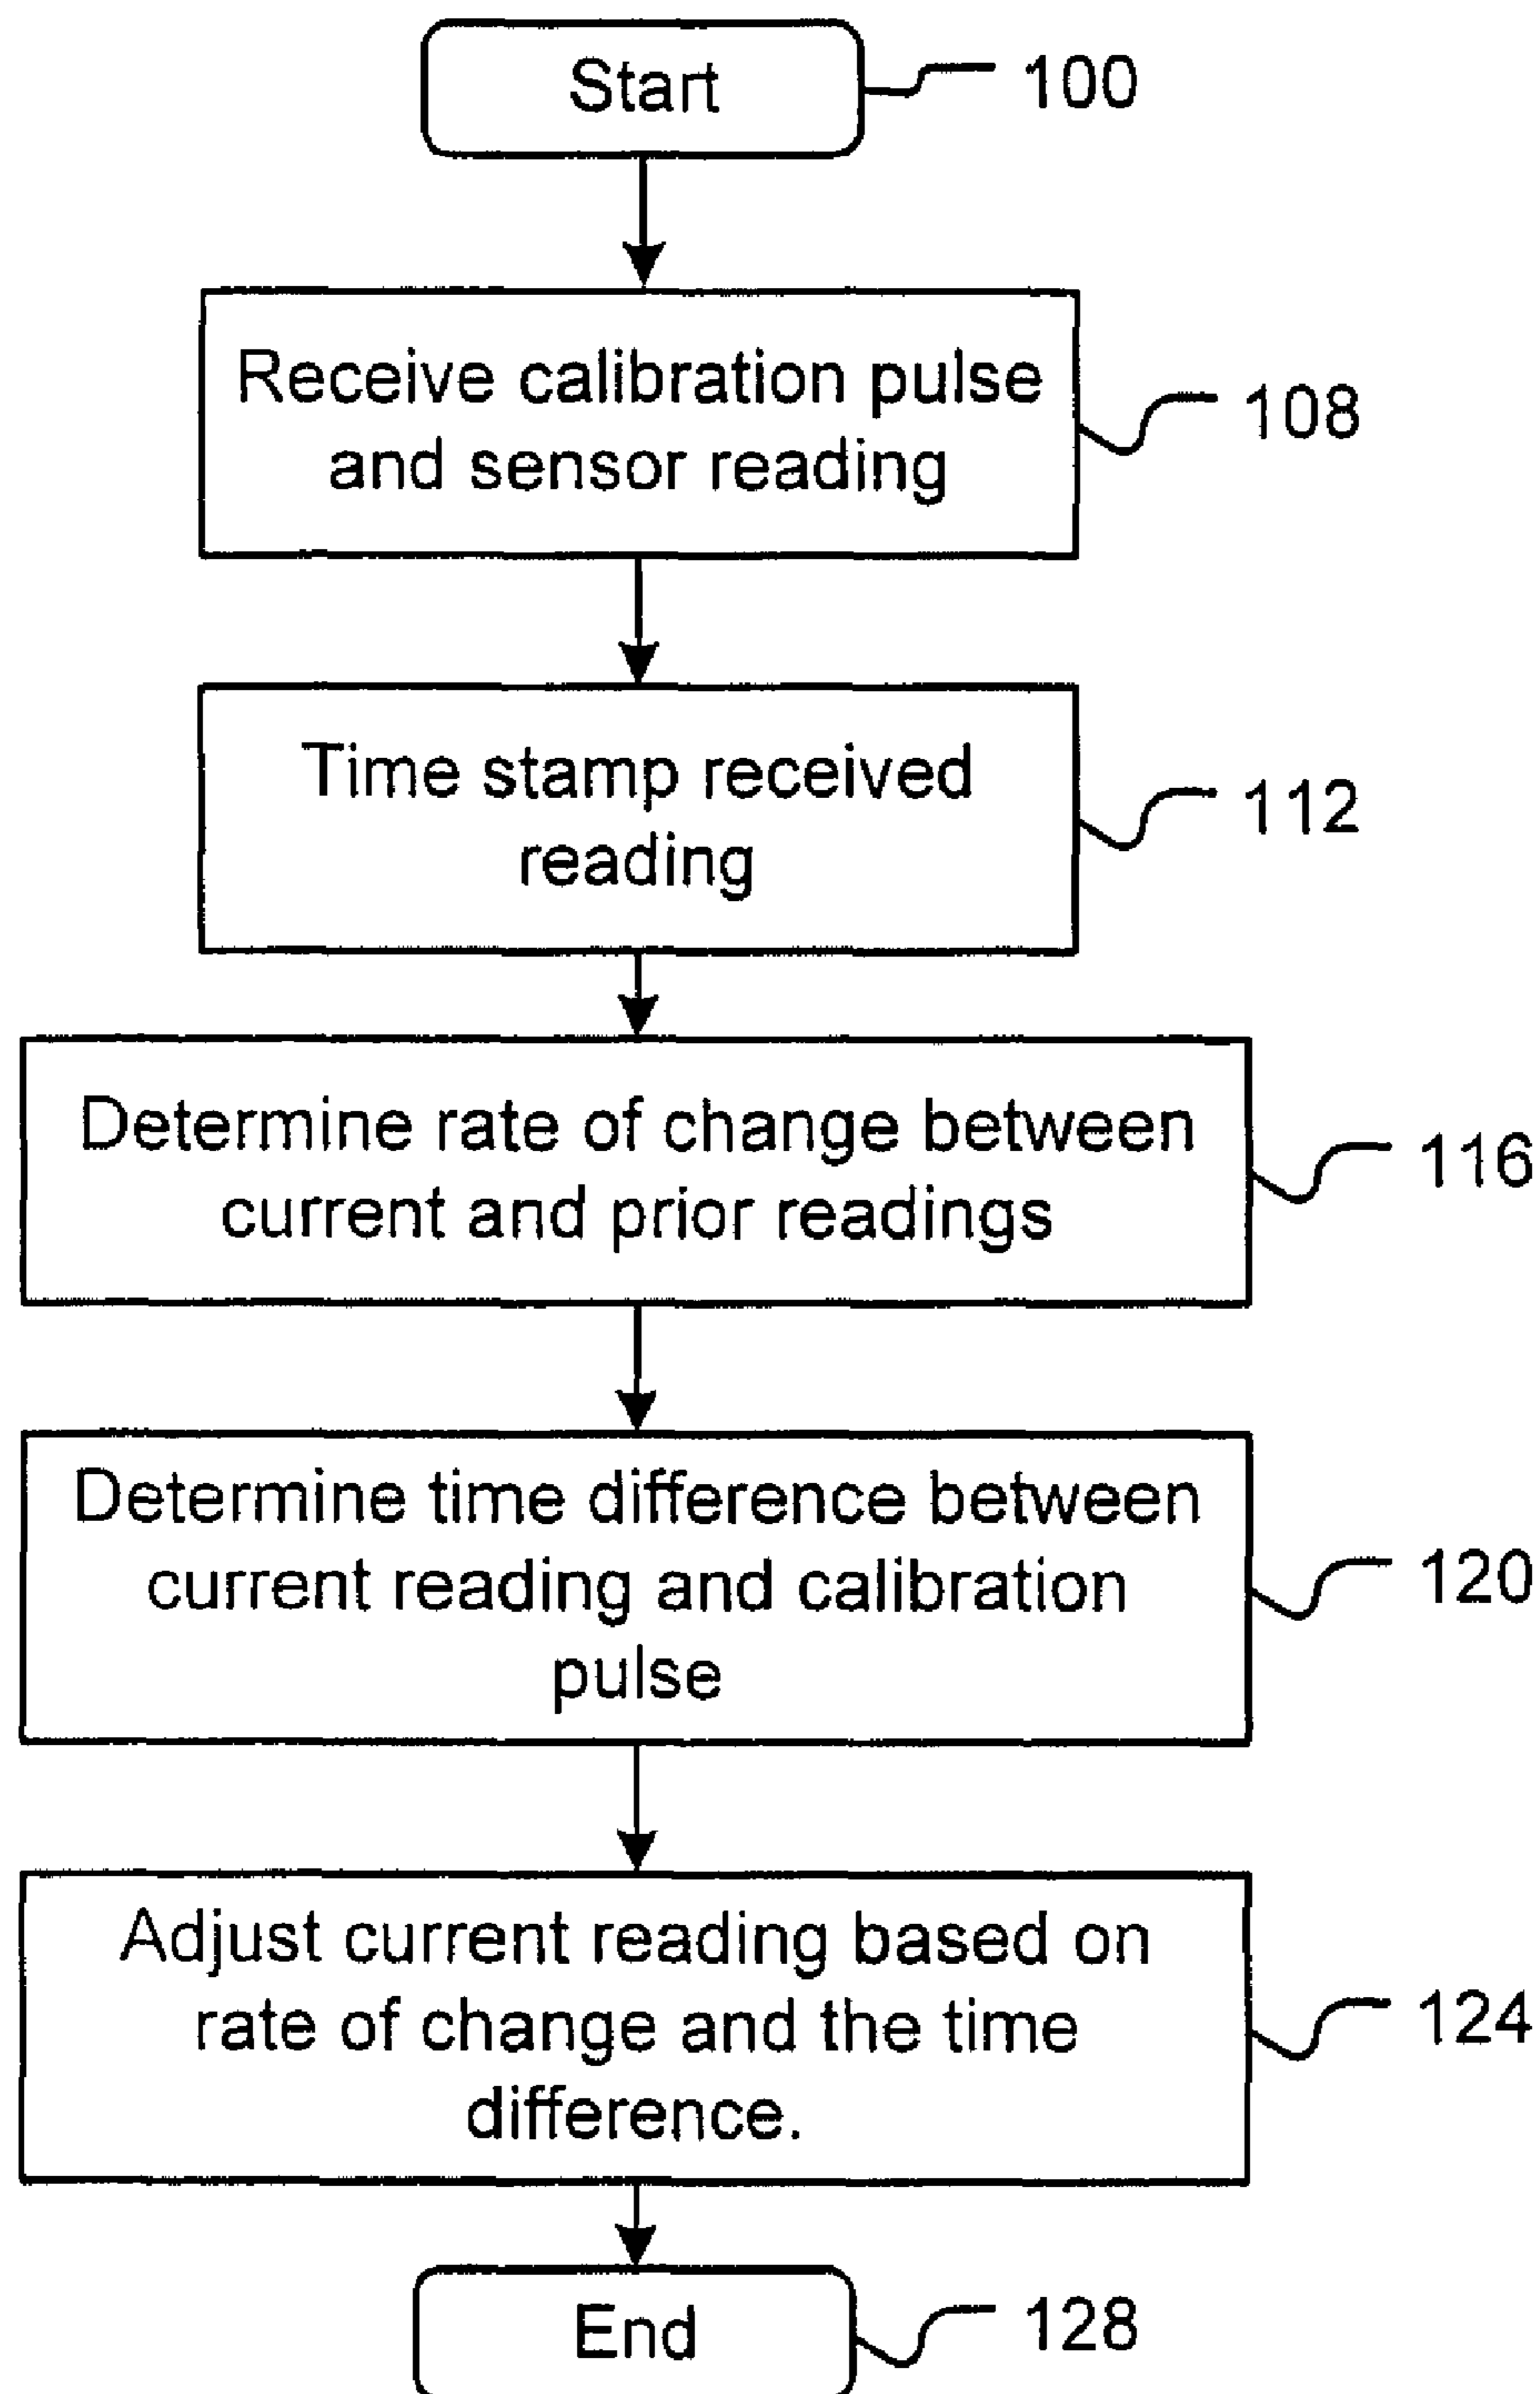 Start
100
Receive calibration pulse
and sensor reading
108
Time stamp received
reading
112
Determine rate of change between
current and prior readings
116
Determine time difference between
current reading and calibration
pulse
120
Adjust current reading based on
rate of change and the time
difference.
124
End
128